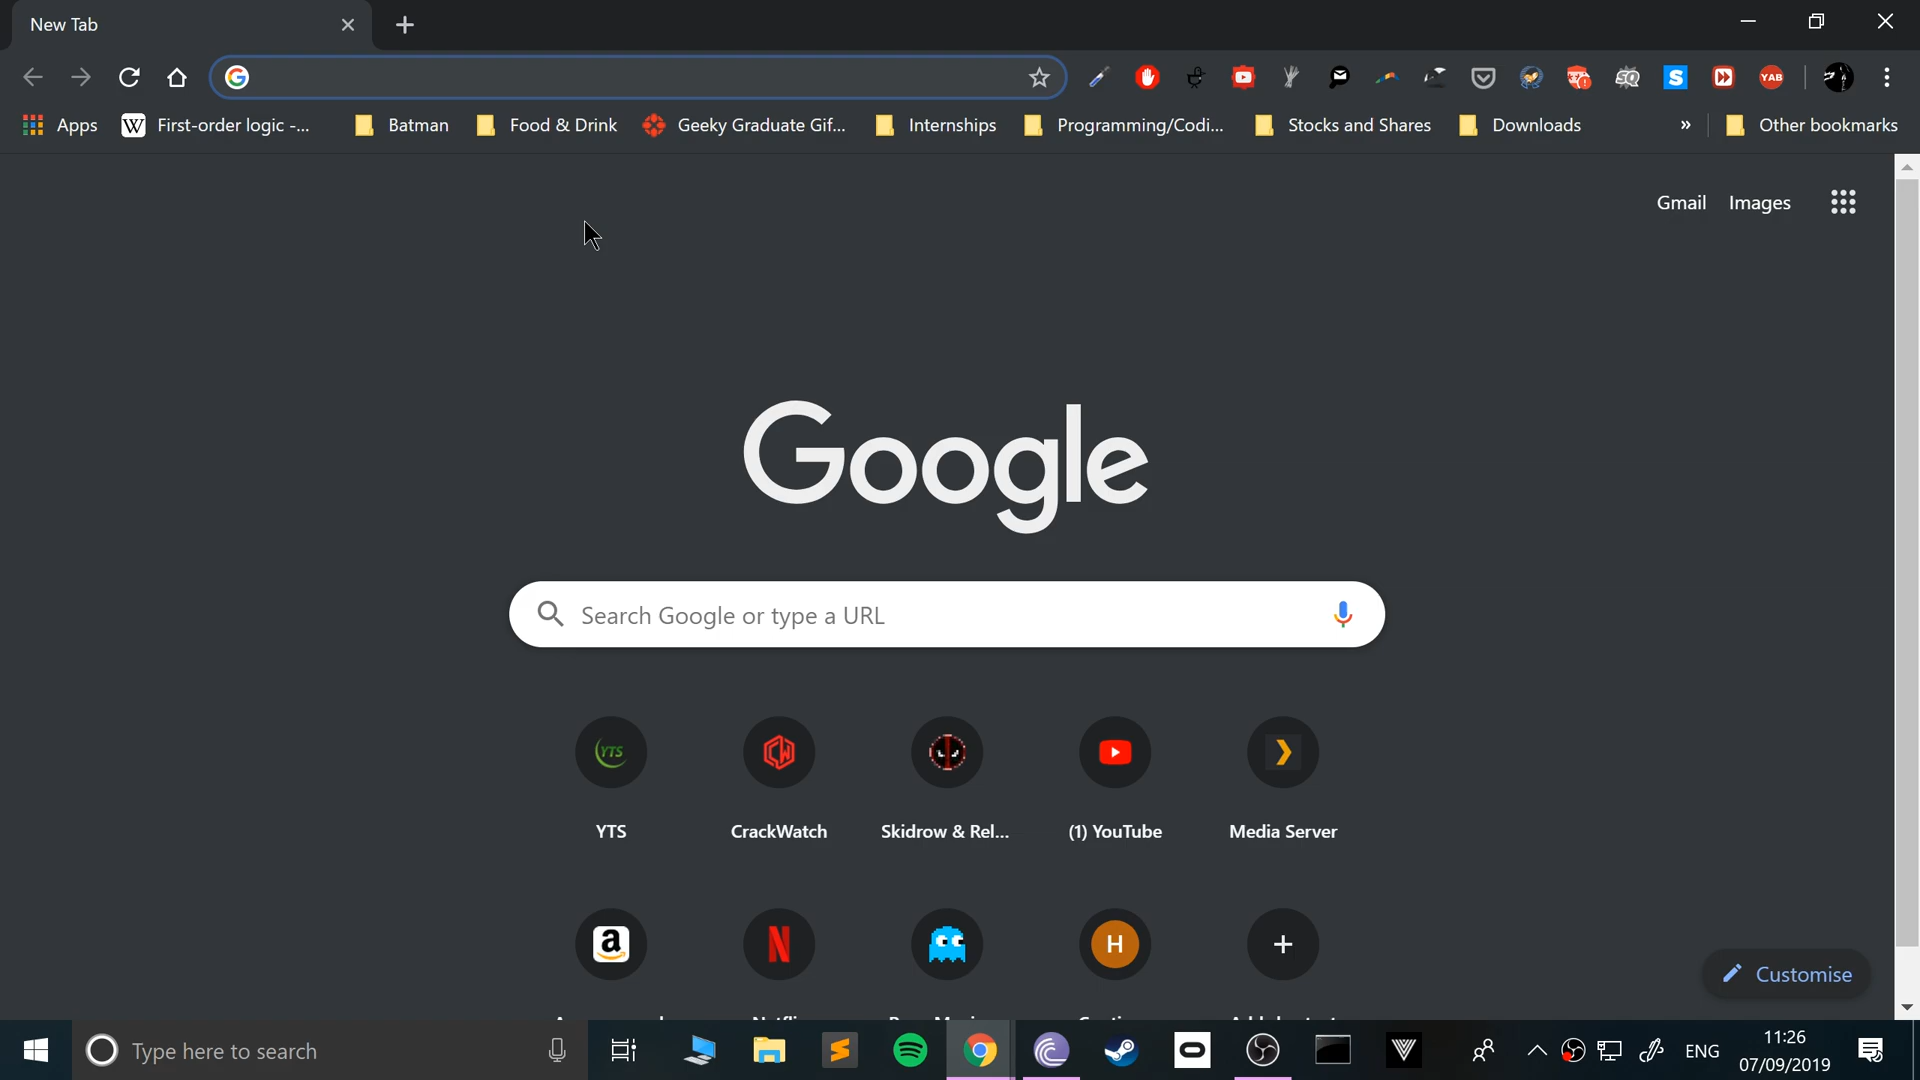 New Tab
Apps First-order logic -... Batman Food & Drink Geeky Graduate Gif... Internships Programming/Codi... Stocks and Shares Downloads » Other bookmarks
Gmail Images
Google
Search Google or type a URL
YTS CrackWatch Skidrow & Rel... (1) YouTube Media Server
Customise
Type here to search
ENG
11:26
07/09/2019